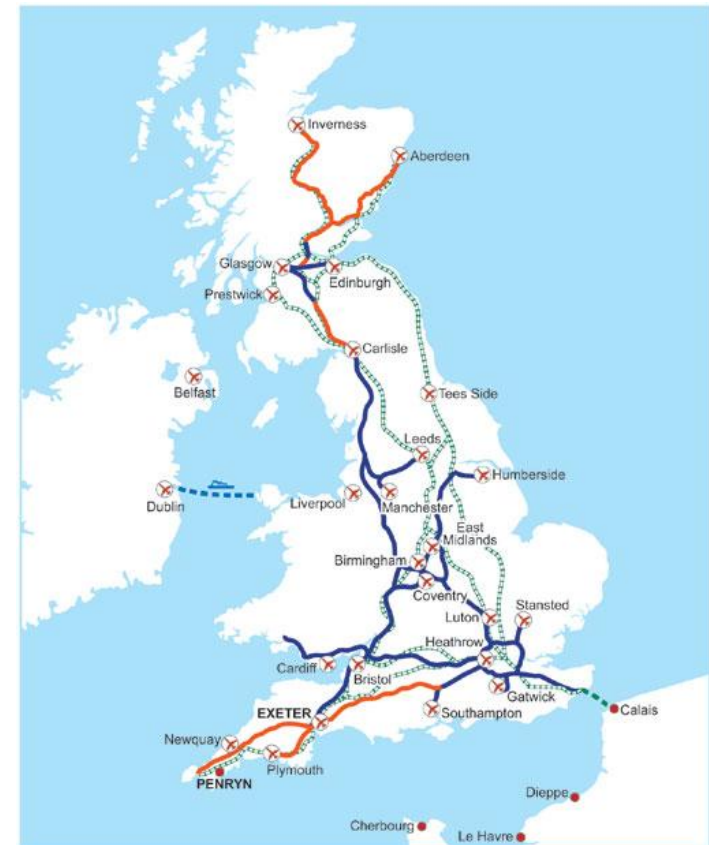 Inverness
Aberdeen
Glasgow
Edinburgh
Prestwick
Carlisle
Belfast
Tees Side
Leeds
Humberside
Dublin
Liverpool
Manchester
East
Midlands
Birmingham
Coventry
Stansted
Luton
Heathrow
Cardiff
Bristol
Gatwick
EXETER
Southampton
Calais
Newquay
Plymouth
PENRYN
Dieppe
Cherbourg
Le Havre